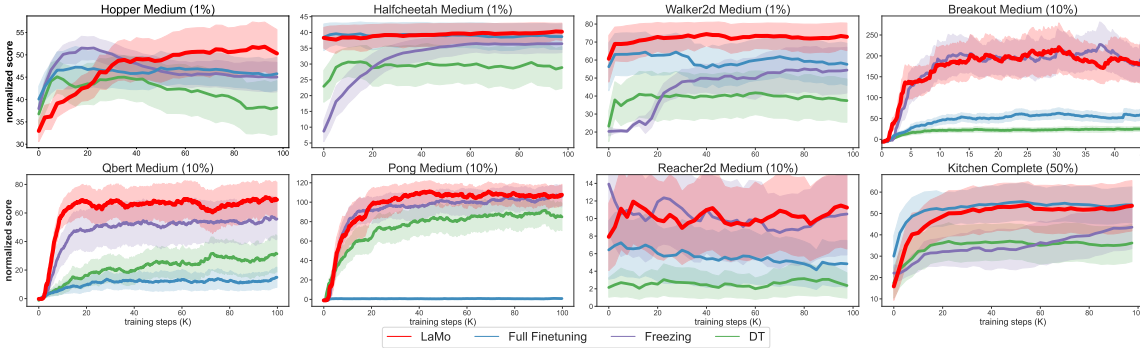 Hopper Medium (1%)
Halfcheetah Medium (1%)
Walker2d Medium (1%)
Breakout Medium (10%)
normalized score
55
50
45
40
35
30
0 20 40 60 80 100
45
40
35
30
25
20
15
10
5
0 20 40 60 80 100
80
70
60
50
40
30
20
0 20 40 60 80 100
250
200
150
100
50
0
0 5 10 15 20 25 30 35 40
Qbert Medium (10%)
Pong Medium (10%)
Reacher2d Medium (10%)
Kitchen Complete (50%)
normalized score
80
60
40
20
0
0 20 40 60 80 100
training steps (K)
120
100
80
60
40
20
0
0 20 40 60 80 100
training steps (K)
14
12
10
8
6
4
2
0
0 20 40 60 80 100
training steps (K)
60
50
40
30
20
10
0 20 40 60 80 100
training steps (K)
LaMo Full Finetuning Freezing DT